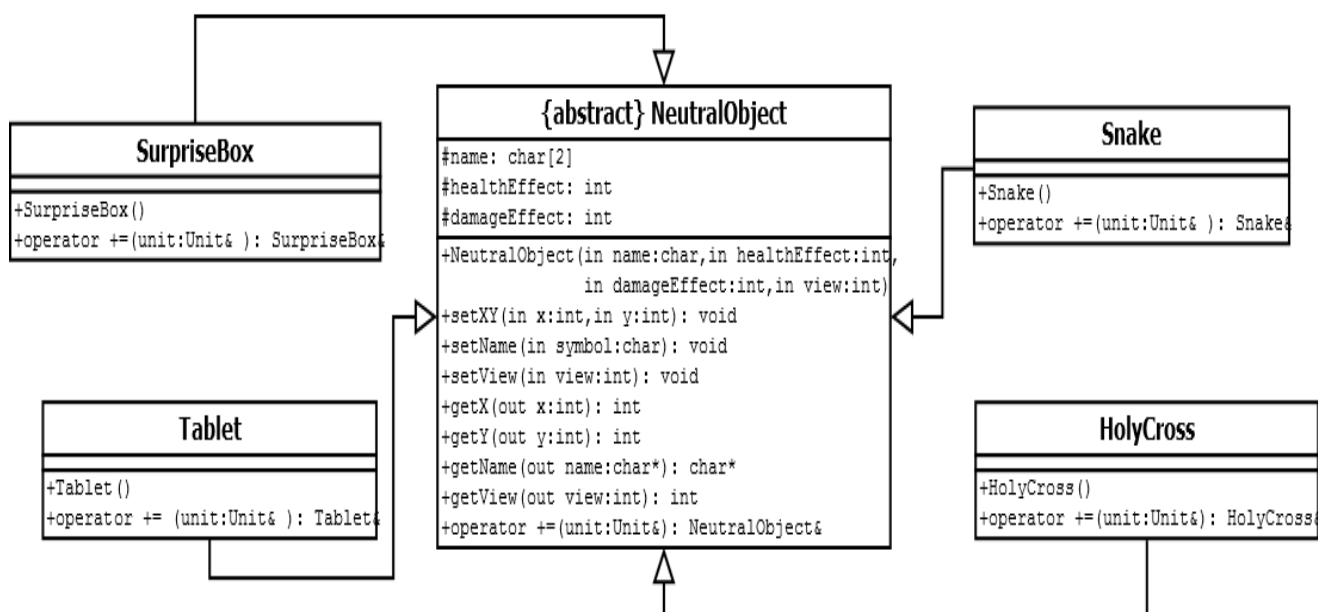 {abstract} NeutralObject
#name: char[2]
#healthEffect: int
#damageEffect: int
+NeutralObject(in name:char,in healthEffect:int,
in damageEffect:int,in view:int)
+setXY(in x:int,in y:int): void
+setName(in symbol:char): void
+setView(in view:int): void
+getX(out x:int): int
+getY(out y:int): int
+getName(out name:char*): char*
+getView(out view:int): int
+operator +=(unit:Unit&): NeutralObject&
SurpriseBox
+SurpriseBox()
+operator +=(unit:Unit& ): SurpriseBox&
Snake
+Snake()
+operator +=(unit:Unit& ): Snake&
Tablet
+Tablet()
+operator += (unit:Unit& ): Tablet&
HolyCross
+HolyCross()
+operator +=(unit:Unit&): HolyCross&